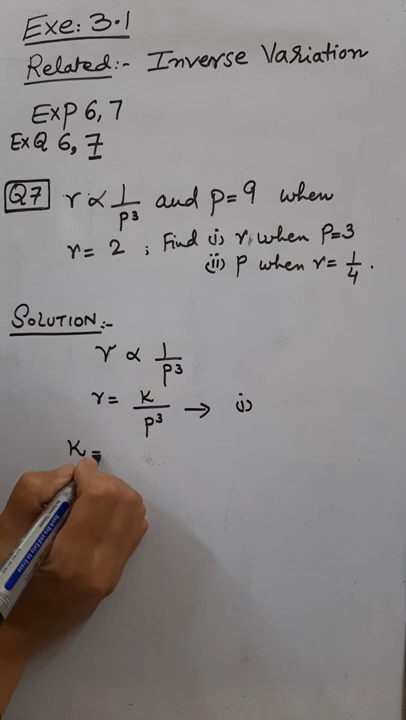 Exe: 3.1
Related:- Inverse Variation
Exp 6, 7
Ex Q 6, 7
Q7 r ∝ 1/p³ and p = 9 when
r = 2 ; Find (i) r, when P=3
(ii) P when r = 1/4 .
SOLUTION:-
r ∝ 1/p³
r = K/p³ → (i)
K =